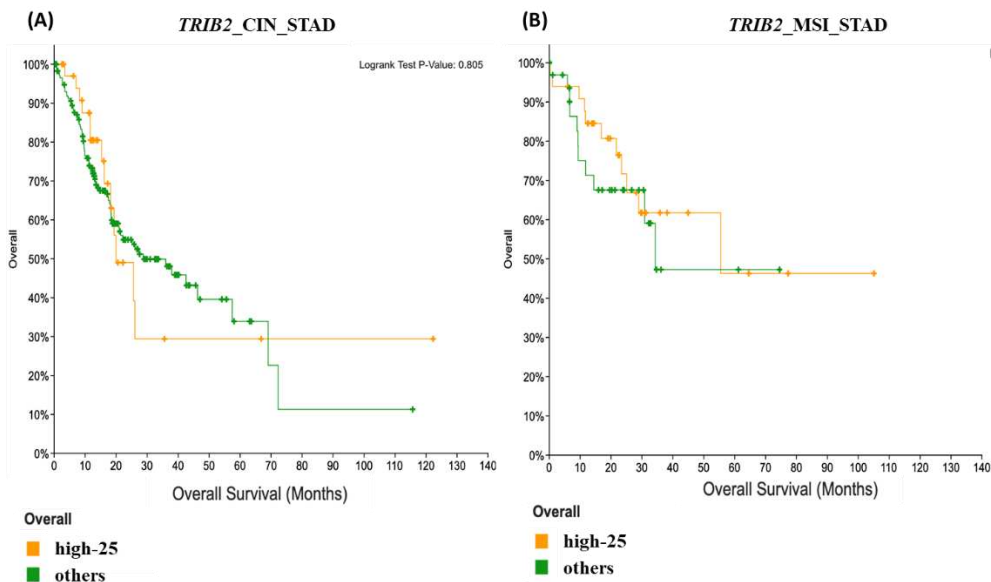 (A)
TRIB2_CIN_STAD
Logrank Test P-Value: 0.805
Overall
100%
90%
80%
70%
60%
50%
40%
30%
20%
10%
0%
0 10 20 30 40 50 60 70 80 90 100 110 120 130 140
Overall Survival (Months)
Overall
high-25
others
(B)
TRIB2_MSI_STAD
Overall
100%
90%
80%
70%
60%
50%
40%
30%
20%
10%
0%
0 10 20 30 40 50 60 70 80 90 100 110 120 130 140
Overall Survival (Months)
Overall
high-25
others